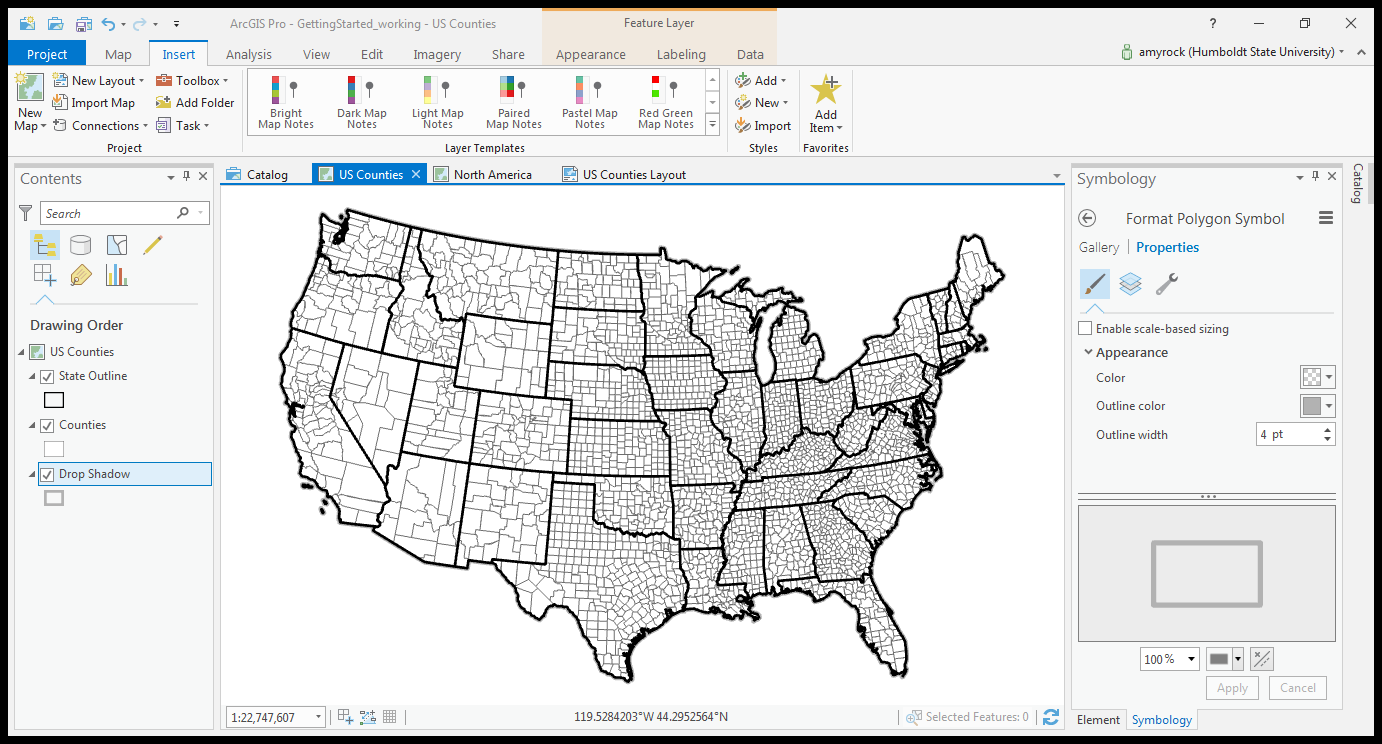 ArcGIS Pro - GettingStarted_working - US Counties
Feature Layer
?
Project Map Insert Analysis View Edit Imagery Share Appearance Labeling Data
amyrock (Humboldt State University)
New Map
New Layout
Import Map
Connections
Toolbox
Add Folder
Task
Project
Bright
Map Notes
Dark Map
Notes
Light Map
Notes
Paired
Map Notes
Pastel Map
Notes
Red Green
Map Notes
Layer Templates
Add
New
Import
Styles
Add
Item
Favorites
Contents
Search
Drawing Order
US Counties
State Outline
Counties
Drop Shadow
Catalog US Counties North America US Counties Layout
1:22,747,607
119.5284203°W 44.2952564°N
Selected Features: 0
Symbology
Format Polygon Symbol
Gallery Properties
Enable scale-based sizing
Appearance
Color
Outline color
Outline width 4 pt
100%
Apply Cancel
Element Symbology
Catalog